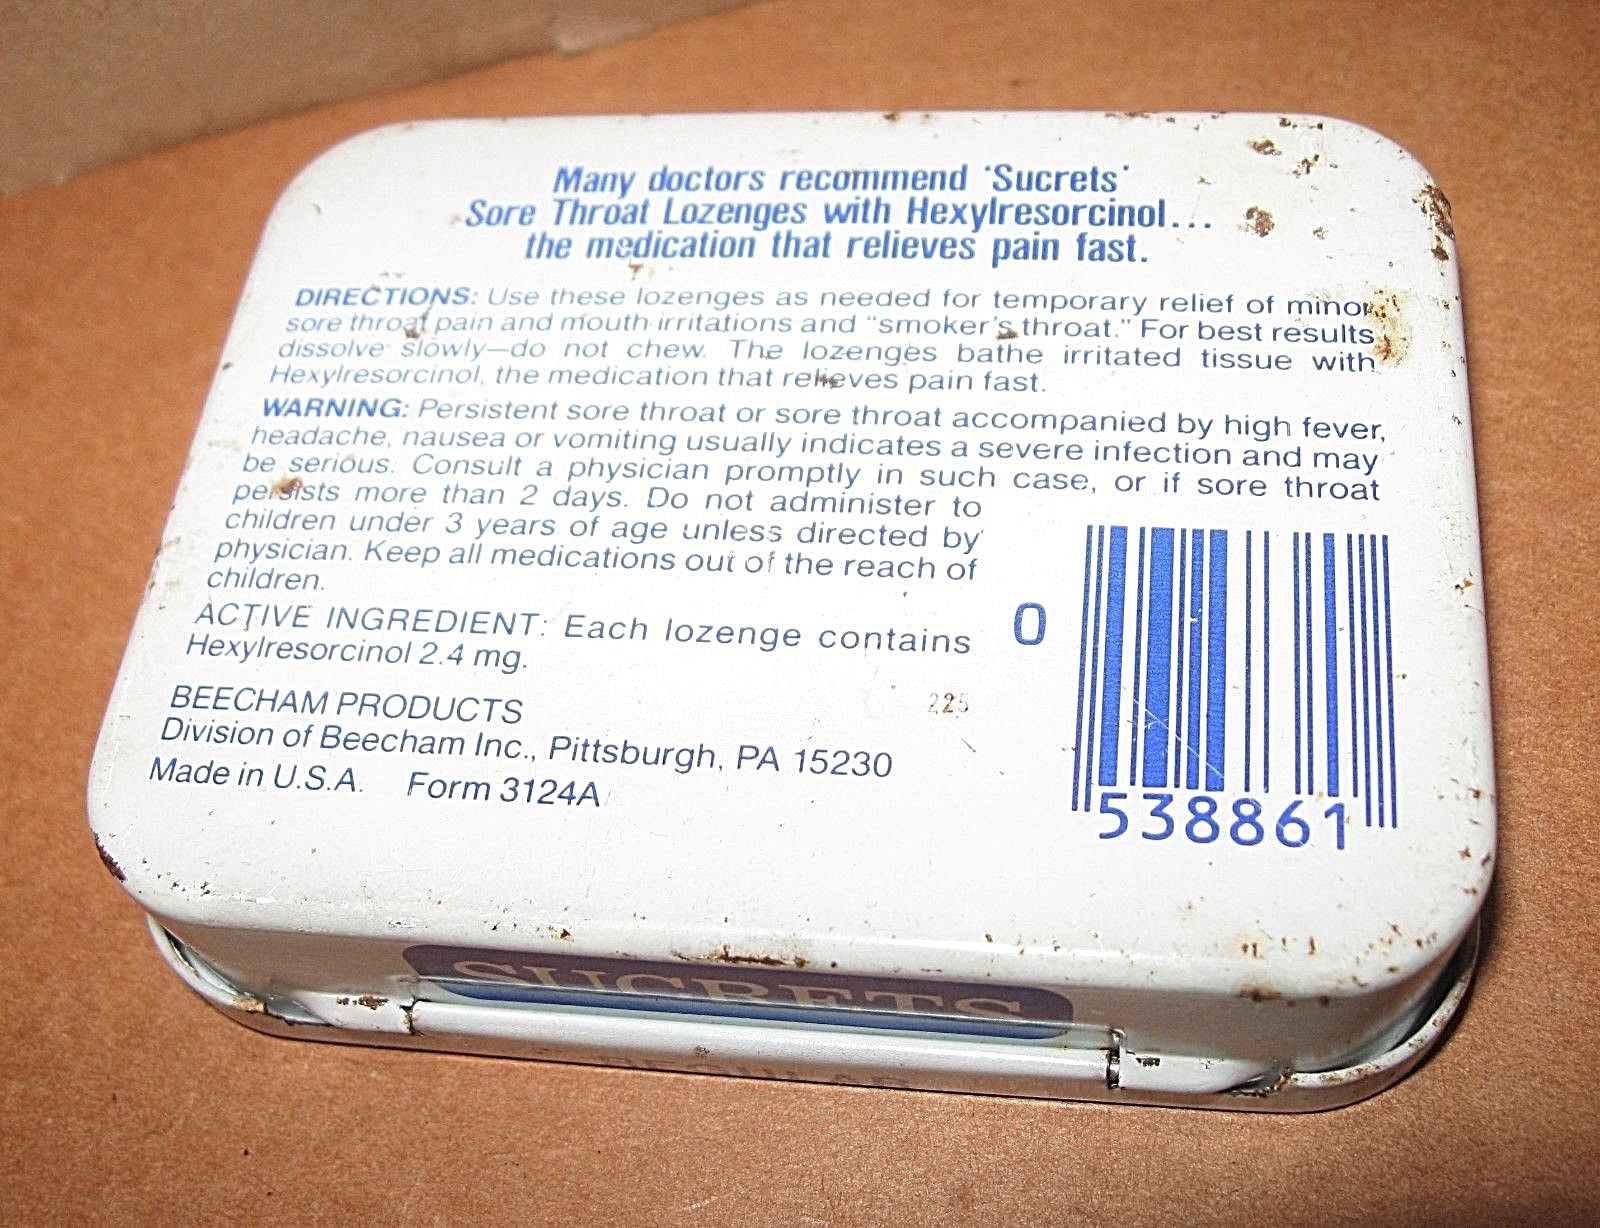 Many doctors recommend 'Sucrets'
Sore Throat Lozenges with Hexylresorcinol...
the medication that relieves pain fast.
DIRECTIONS: Use these lozenges as needed for temporary relief of minor
sore throat pain and mouth irritations and "smoker's throat." For best results
dissolve slowly—do not chew. The lozenges bathe irritated tissue with
Hexylresorcinol, the medication that relieves pain fast.
WARNING: Persistent sore throat or sore throat accompanied by high fever,
headache, nausea or vomiting usually indicates a severe infection and may
be serious. Consult a physician promptly in such case, or if sore throat
persists more than 2 days. Do not administer to
children under 3 years of age unless directed by
physician. Keep all medications out of the reach of
children.
ACTIVE INGREDIENT: Each lozenge contains
Hexylresorcinol 2.4 mg.
BEECHAM PRODUCTS
Division of Beecham Inc., Pittsburgh, PA 15230
Made in U.S.A. Form 3124A
225
0
538861
SUCRETS
REGULAR